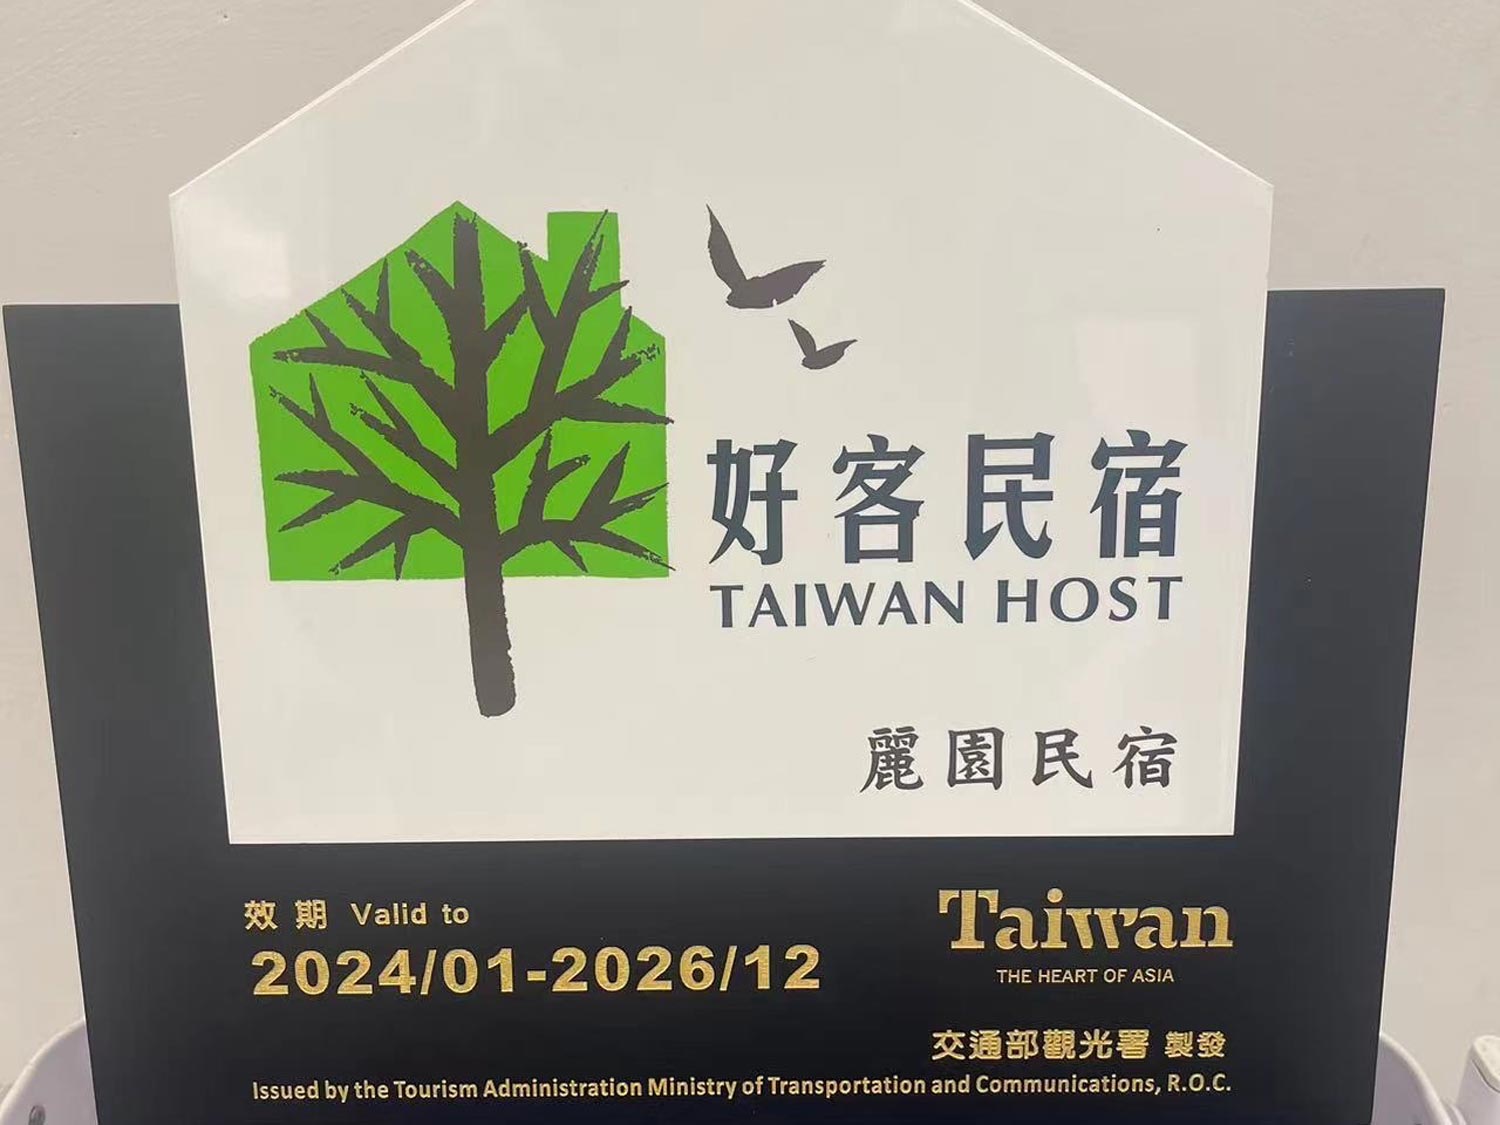 好客民宿
TAIWAN HOST
麗園民宿
效期 Valid to
2024/01-2026/12
Taiwan
THE HEART OF ASIA
交通部觀光署 製發
Issued by the Tourism Administration Ministry of Transportation and Communications, R.O.C.